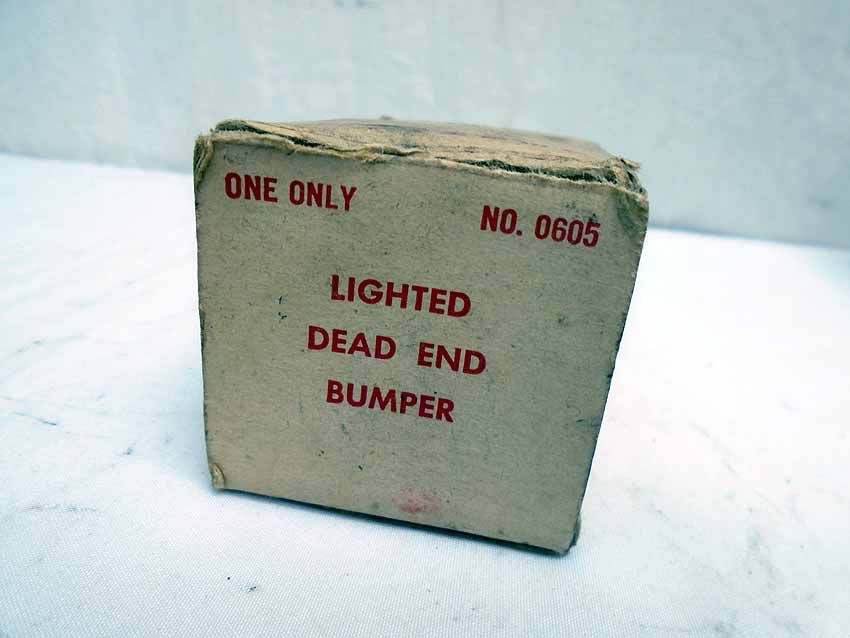 ONE ONLY
NO. 0605
LIGHTED
DEAD END
BUMPER